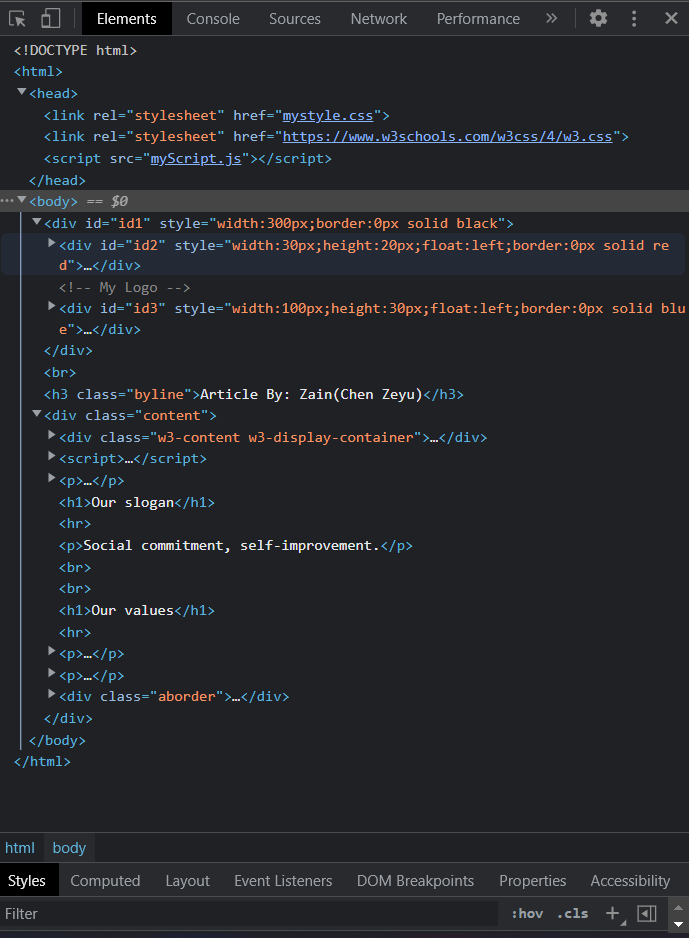 Elements Console Sources Network Performance »
<!DOCTYPE html>
<html>
<head>
<link rel="stylesheet" href="mystyle.css">
<link rel="stylesheet" href="https://www.w3schools.com/w3css/4/w3.css">
<script src="myScript.js"></script>
</head>
<body> == $0
<div id="id1" style="width:300px;border:0px solid black">
<div id="id2" style="width:30px;height:20px;float:left;border:0px solid re
d">…</div>
<!-- My Logo -->
<div id="id3" style="width:100px;height:30px;float:left;border:0px solid blu
e">…</div>
</div>
<br>
<h3 class="byline">Article By: Zain(Chen Zeyu)</h3>
<div class="content">
<div class="w3-content w3-display-container">…</div>
<script>…</script>
<p>…</p>
<h1>Our slogan</h1>
<hr>
<p>Social commitment, self-improvement.</p>
<br>
<br>
<h1>Our values</h1>
<hr>
<p>…</p>
<p>…</p>
<div class="aborder">…</div>
</div>
</body>
</html>
html body
Styles Computed Layout Event Listeners DOM Breakpoints Properties Accessibility
Filter :hov .cls +